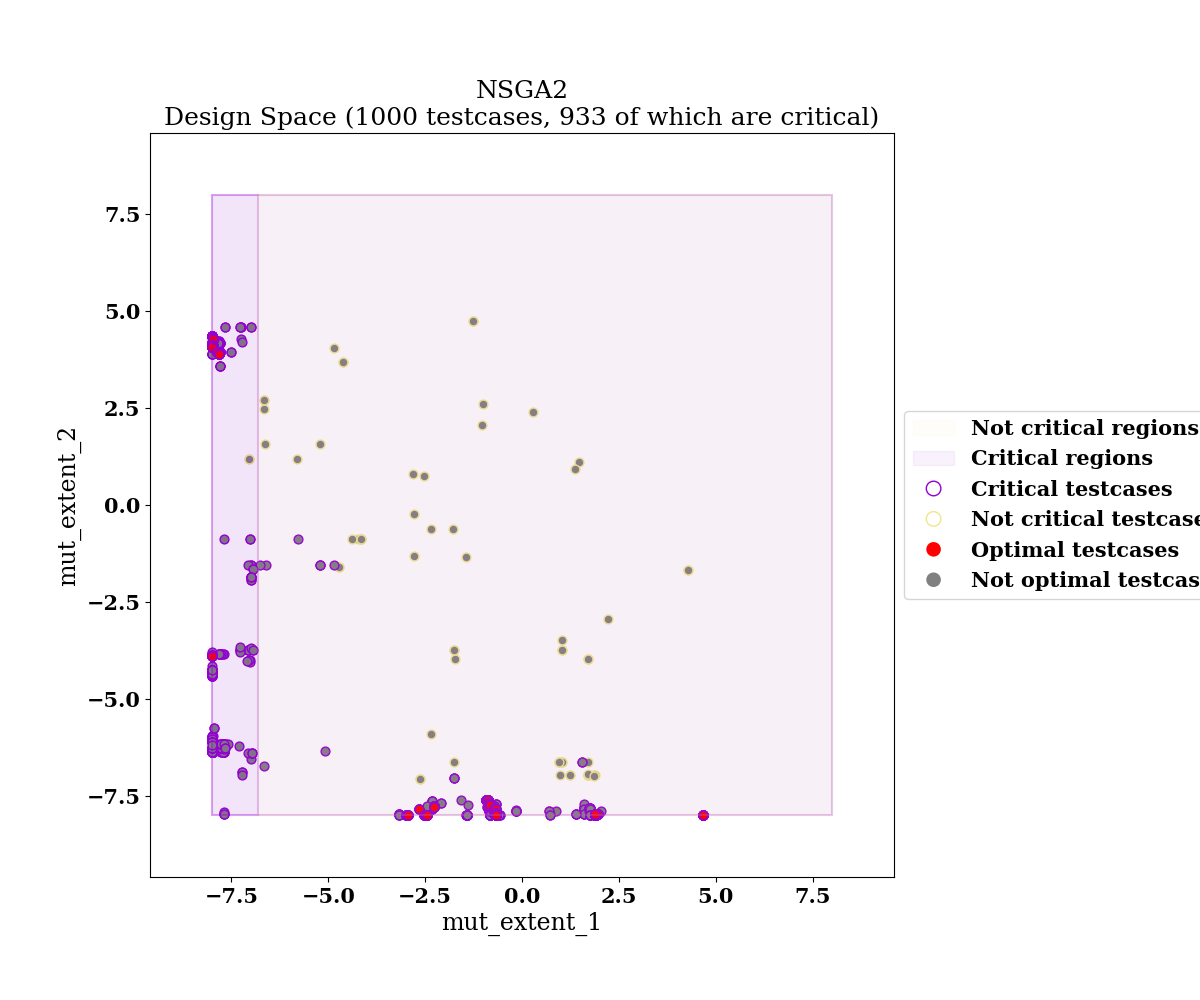 NSGA2
Design Space (1000 testcases, 933 of which are critical)
7.5
5.0
2.5
0.0
−2.5
−5.0
−7.5
mut_extent_2
−7.5 −5.0 −2.5 0.0 2.5 5.0 7.5
mut_extent_1
Not critical regions
Critical regions
Critical testcases
Not critical testcase
Optimal testcases
Not optimal testcas